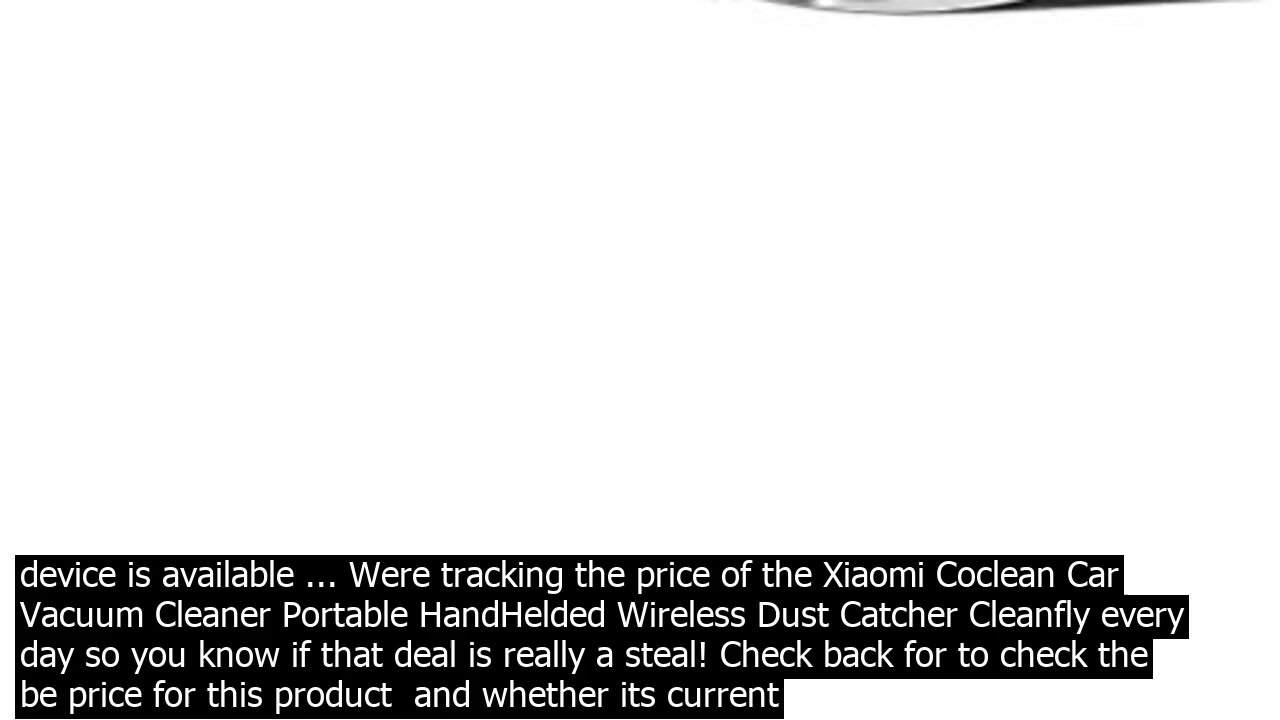 device is available ... Were tracking the price of the Xiaomi Coclean Car
Vacuum Cleaner Portable HandHelded Wireless Dust Catcher Cleanfly every
day so you know if that deal is really a steal! Check back for to check the
be price for this product  and whether its current